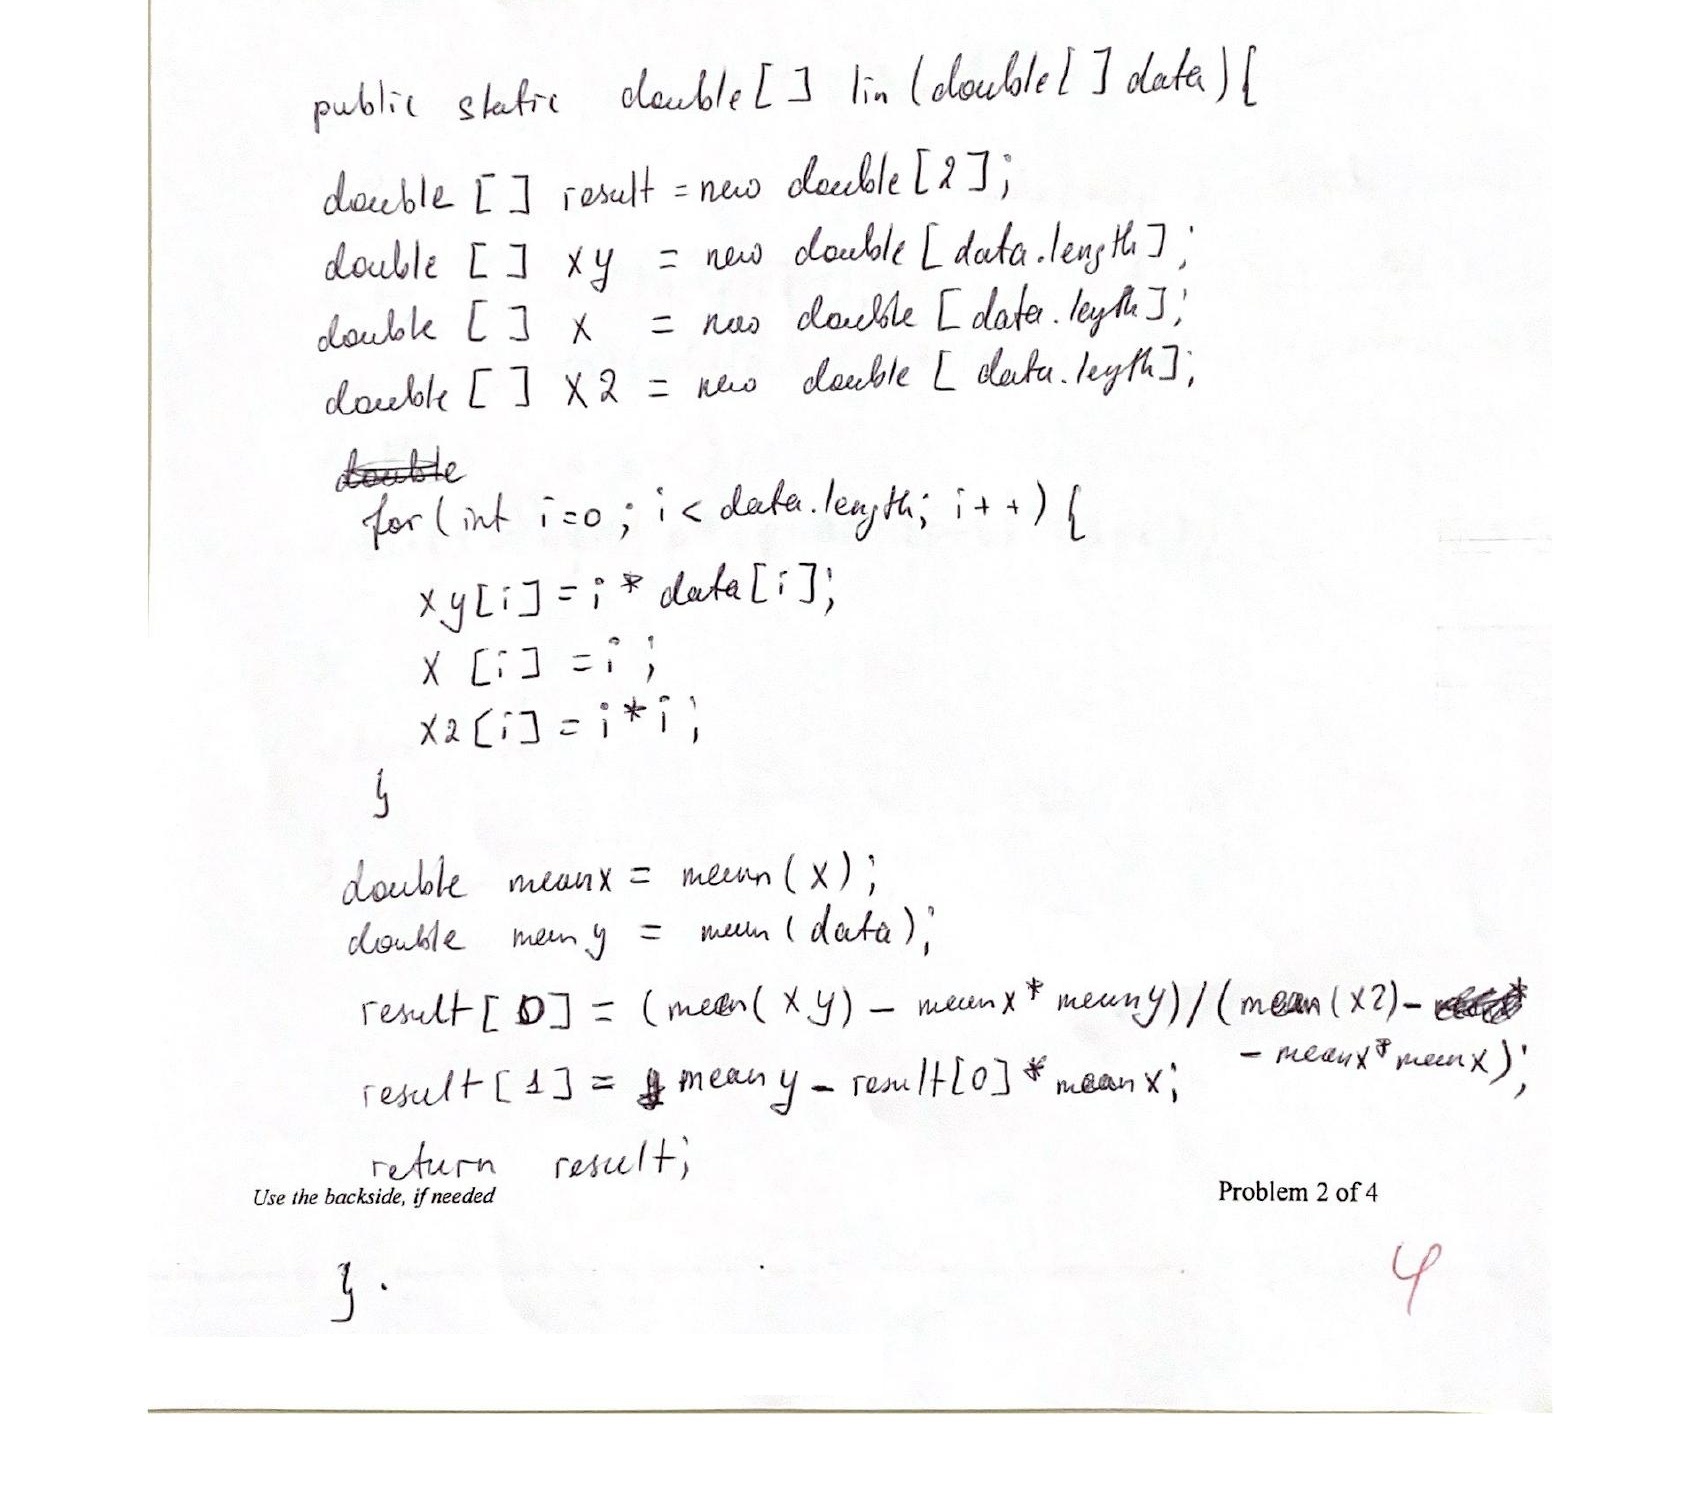 public static double[] lin (double[] data){
double [] result = new double[2];
double [] xy = new double [data.length];
double [] x = new double [data.length];
double [] x2 = new double [data.length];
double
for (int i=0; i < data.length; i++) {
xy[i] = i * data[i];
x [i] = i;
x2[i] = i*i;
}
double meanx = mean(x);
double meany = mean(data);
result[0] = (mean(xy) - meanx * meany)/(mean(x2)-
- meanx*meanx);
result[1] = meany - result[0] * meanx;
return result;
Use the backside, if needed
Problem 2 of 4
} .
4